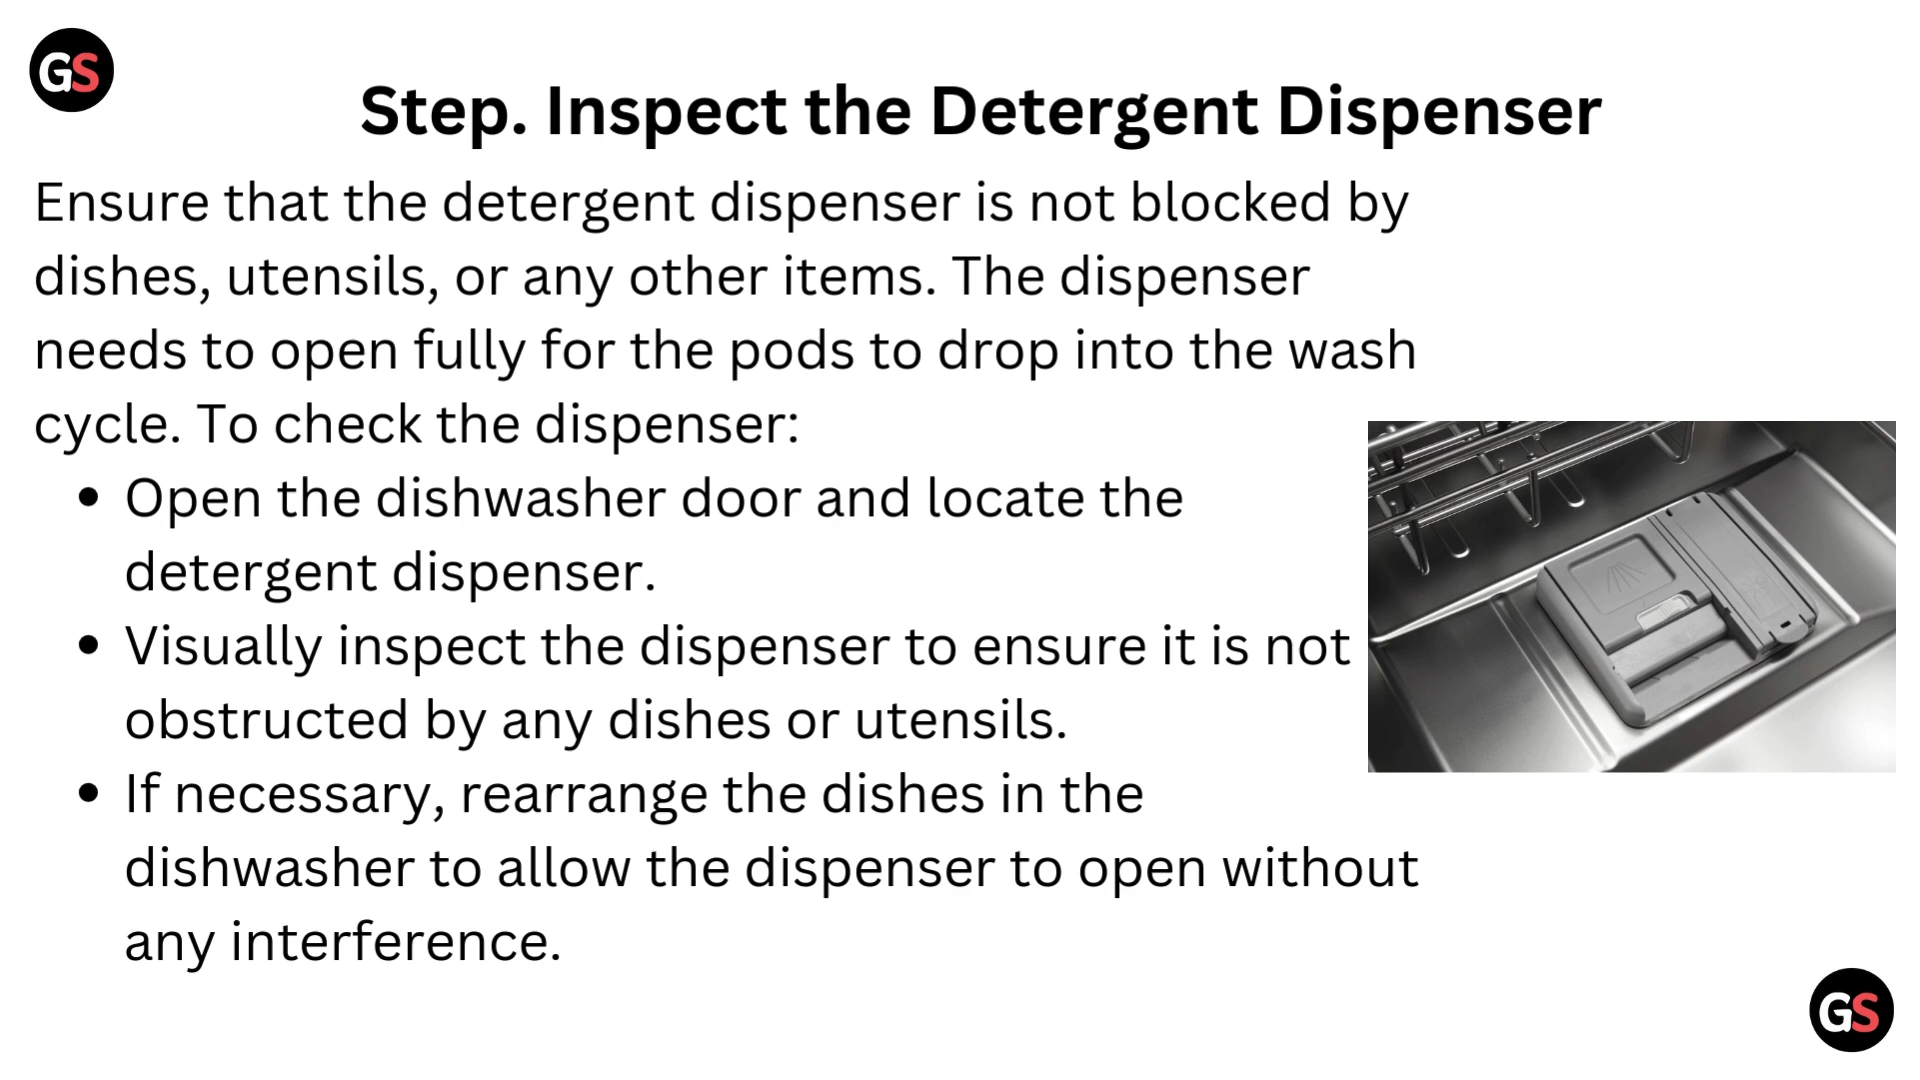 GS
Step. Inspect the Detergent Dispenser
Ensure that the detergent dispenser is not blocked by
dishes, utensils, or any other items. The dispenser
needs to open fully for the pods to drop into the wash
cycle. To check the dispenser:
• Open the dishwasher door and locate the
detergent dispenser.
• Visually inspect the dispenser to ensure it is not
obstructed by any dishes or utensils.
• If necessary, rearrange the dishes in the
dishwasher to allow the dispenser to open without
any interference.
GS